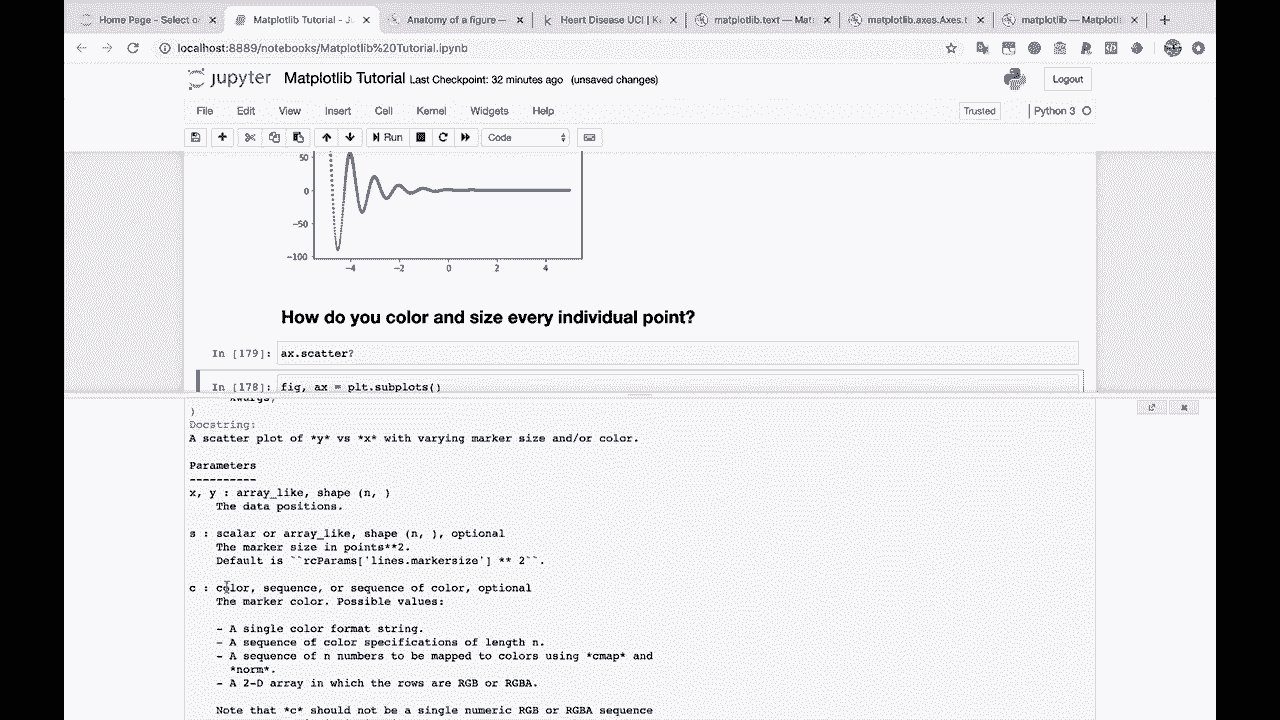 Home Page - Select o
Matplotlib Tutorial - Ju
Anatomy of a figure —
Heart Disease UCI | Ka
matplotlib.text — Mat
matplotlib.axes.Axes.t
matplotlib — Matplotli
localhost:8889/notebooks/Matplotlib%20Tutorial.ipynb
jupyter Matplotlib Tutorial Last Checkpoint: 32 minutes ago (unsaved changes)
Logout
File Edit View Insert Cell Kernel Widgets Help
Trusted
Python 3
Run
Code
50
0
−50
−100
−4 −2 0 2 4
How do you color and size every individual point?
In [179]: ax.scatter?
In [178]: fig, ax = plt.subplots()
)
Docstring:
A scatter plot of *y* vs *x* with varying marker size and/or color.
Parameters
----------
x, y : array_like, shape (n, )
The data positions.
s : scalar or array_like, shape (n, ), optional
The marker size in points**2.
Default is ``rcParams['lines.markersize'] ** 2``.
c : color, sequence, or sequence of color, optional
The marker color. Possible values:
- A single color format string.
- A sequence of color specifications of length n.
- A sequence of n numbers to be mapped to colors using *cmap* and
*norm*.
- A 2-D array in which the rows are RGB or RGBA.
Note that *c* should not be a single numeric RGB or RGBA sequence